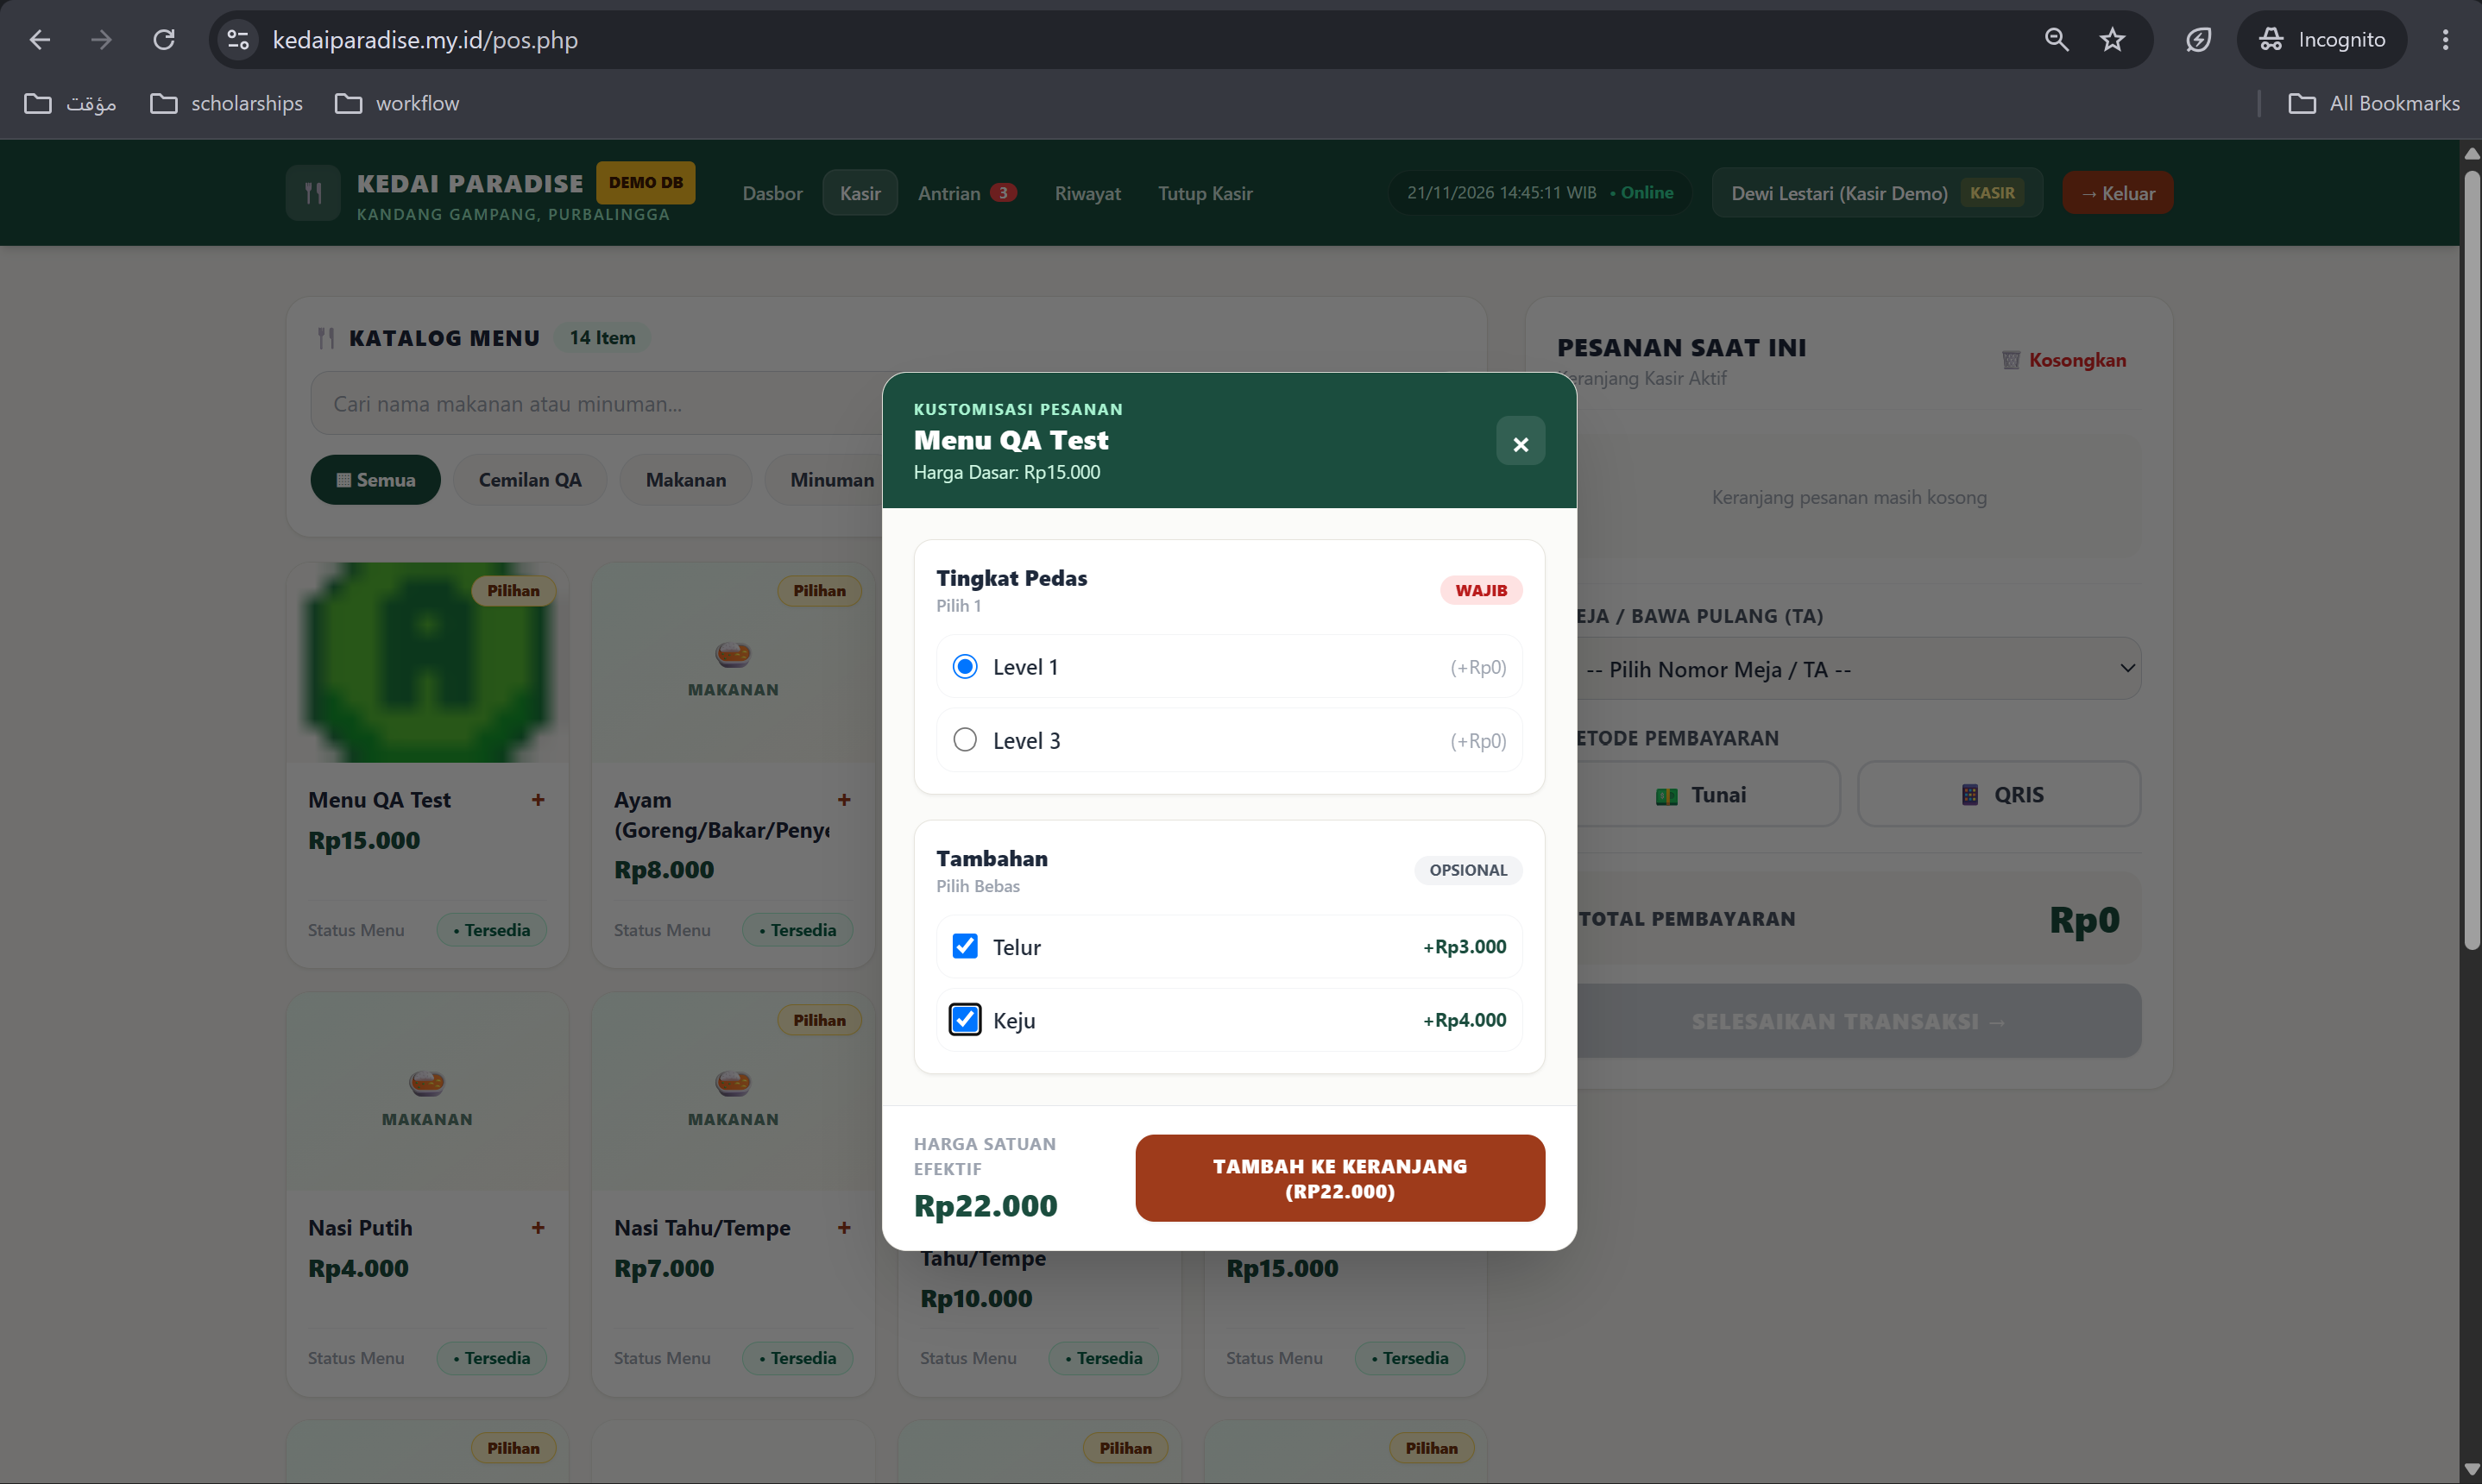 kedaiparadise.my.id/pos.php
Incognito
مؤقت
scholarships
workflow
All Bookmarks
KEDAI PARADISE
DEMO DB
KANDANG GAMPANG, PURBALINGGA
Dasbor
Kasir
Antrian 3
Riwayat
Tutup Kasir
21/11/2026 14:45:11 WIB • Online
Dewi Lestari (Kasir Demo) KASIR
→ Keluar
KATALOG MENU
14 Item
Cari nama makanan atau minuman...
Semua
Cemilan QA
Makanan
Minuman
Pilihan
Menu QA Test
+
Rp15.000
Status Menu
• Tersedia
Pilihan
MAKANAN
Ayam
+
(Goreng/Bakar/Penye
Rp8.000
Status Menu
• Tersedia
MAKANAN
Nasi Putih
+
Rp4.000
Status Menu
• Tersedia
Pilihan
MAKANAN
Nasi Tahu/Tempe
+
Rp7.000
Status Menu
• Tersedia
Tahu/Tempe
Rp10.000
Status Menu
• Tersedia
Rp15.000
Status Menu
• Tersedia
Pilihan
Pilihan
Pilihan
KUSTOMISASI PESANAN
Menu QA Test
Harga Dasar: Rp15.000
×
Tingkat Pedas
Pilih 1
WAJIB
Level 1
(+Rp0)
Level 3
(+Rp0)
Tambahan
Pilih Bebas
OPSIONAL
Telur
+Rp3.000
Keju
+Rp4.000
HARGA SATUAN
EFEKTIF
Rp22.000
TAMBAH KE KERANJANG
(RP22.000)
PESANAN SAAT INI
Keranjang Kasir Aktif
Kosongkan
Keranjang pesanan masih kosong
EJA / BAWA PULANG (TA)
-- Pilih Nomor Meja / TA --
ETODE PEMBAYARAN
Tunai
QRIS
TOTAL PEMBAYARAN
Rp0
SELESAIKAN TRANSAKSI →